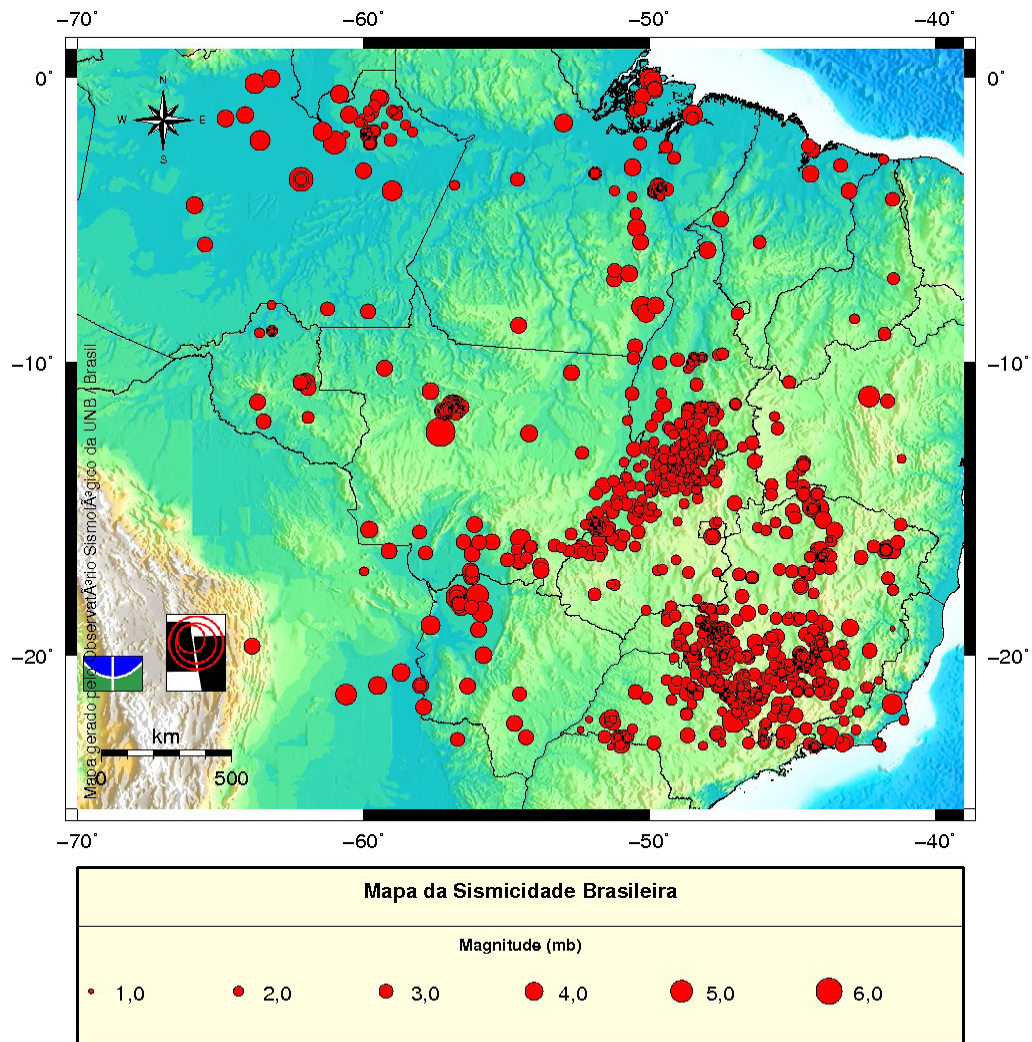 −70˚ −60˚ −50˚ −40˚
0˚ 0˚
N
W E
S
−10˚ −10˚
−20˚ −20˚
Mapa gerado pelo ObservatÃ³rio SismolÃ³gico da UNB / Brasil
km
0 500
−70˚ −60˚ −50˚ −40˚
Mapa da Sismicidade Brasileira
Magnitude (mb)
1,0 2,0 3,0 4,0 5,0 6,0